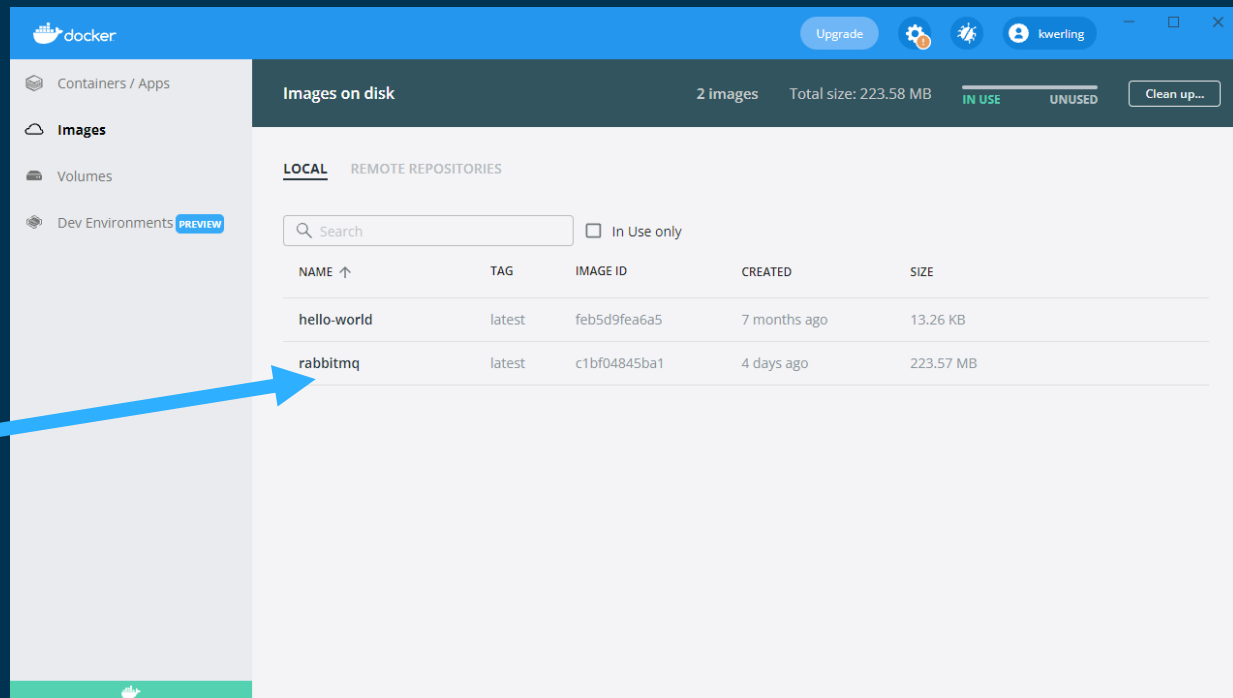 docker
Upgrade
kwerling
Containers / Apps
Images
Volumes
Dev Environments PREVIEW
Images on disk
2 images Total size: 223.58 MB IN USE UNUSED Clean up...
LOCAL REMOTE REPOSITORIES
Search In Use only
NAME TAG IMAGE ID CREATED SIZE
hello-world latest feb5d9fea6a5 7 months ago 13.26 KB
rabbitmq latest c1bf04845ba1 4 days ago 223.57 MB